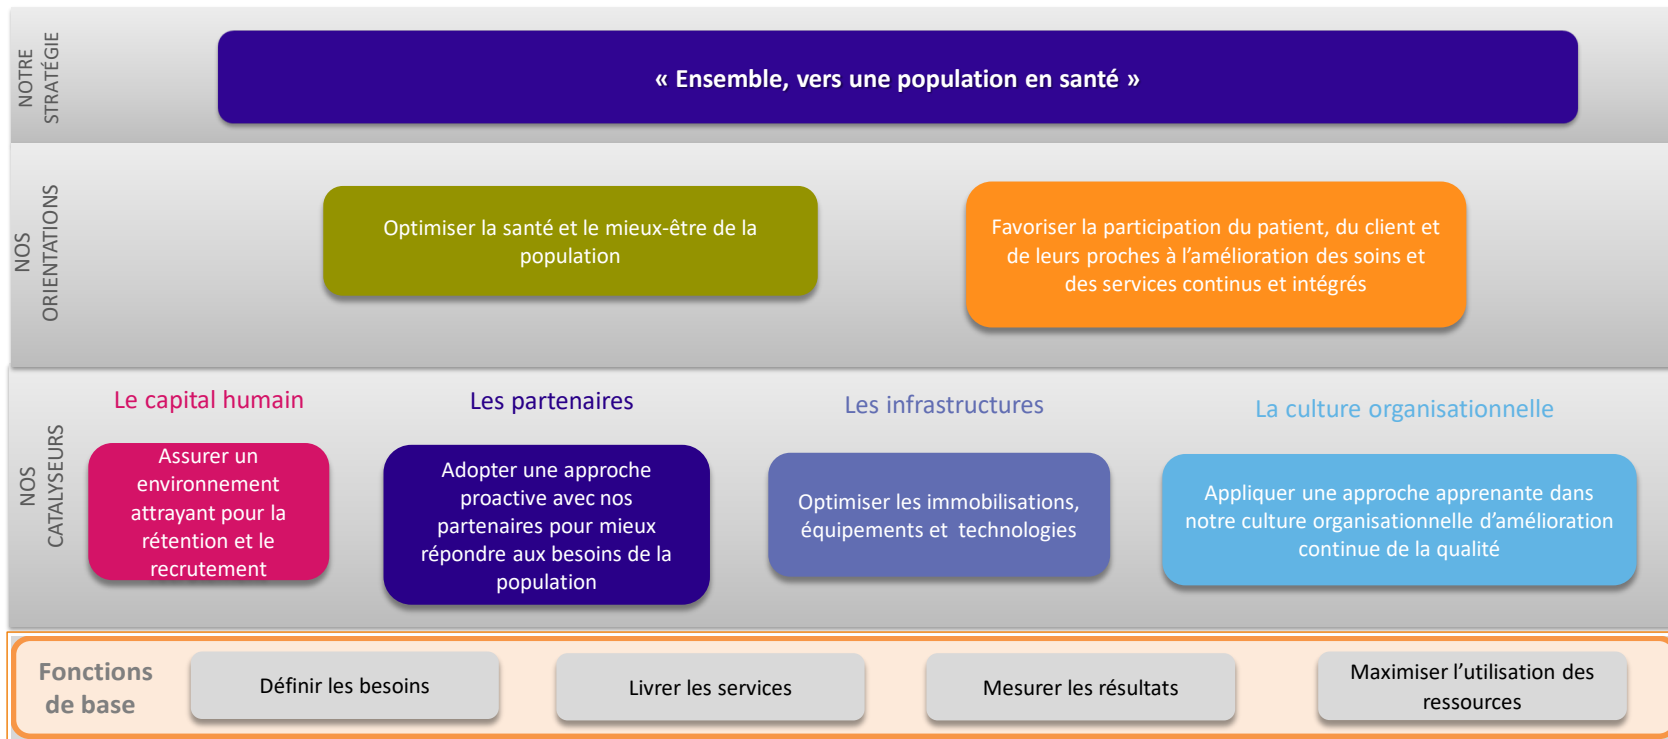 NOTRE
STRATÉGIE
« Ensemble, vers une population en santé »
NOS
ORIENTATIONS
Optimiser la santé et le mieux-être de la
population
Favoriser la participation du patient, du client et
de leurs proches à l’amélioration des soins et
des services continus et intégrés
NOS
CATALYSEURS
Le capital humain
Assurer un
environnement
attrayant pour la
rétention et le
recrutement
Les partenaires
Adopter une approche
proactive avec nos
partenaires pour mieux
répondre aux besoins de la
population
Les infrastructures
Optimiser les immobilisations,
équipements et technologies
La culture organisationnelle
Appliquer une approche apprenante dans
notre culture organisationnelle d’amélioration
continue de la qualité
Fonctions
de base
Définir les besoins
Livrer les services
Mesurer les résultats
Maximiser l’utilisation des
ressources